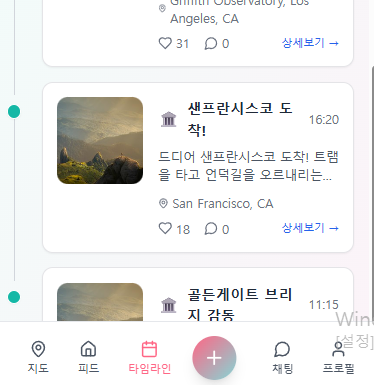 Griffith Observatory, Los
Angeles, CA
31 0 상세보기 →
샌프란시스코 도
착!
16:20
드디어 샌프란시스코 도착! 트램
을 타고 언덕길을 오르내리는...
San Francisco, CA
18 0 상세보기 →
골든게이트 브리
지 감동
11:15
[설정]
지도 피드 타임라인 채팅 프로필